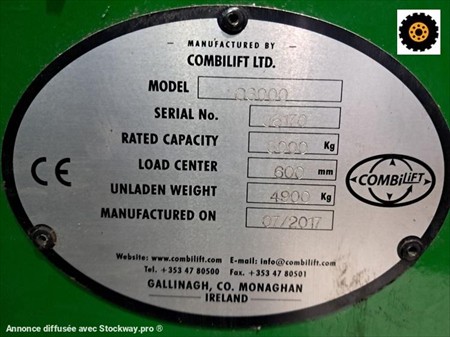 MANUFACTURED BY
COMBILIFT LTD.
MODEL
SERIAL No.
RATED CAPACITY Kg
LOAD CENTER 600 mm
UNLADEN WEIGHT 4900 Kg
MANUFACTURED ON 07/2017
CE
COMBiLiFT
Website: www.combilift.com E-mail: info@combilift.com
Tel. +353 47 80500 Fax. +353 47 80501
GALLINAGH, CO. MONAGHAN
IRELAND
Annonce diffusée avec Stockway.pro ®